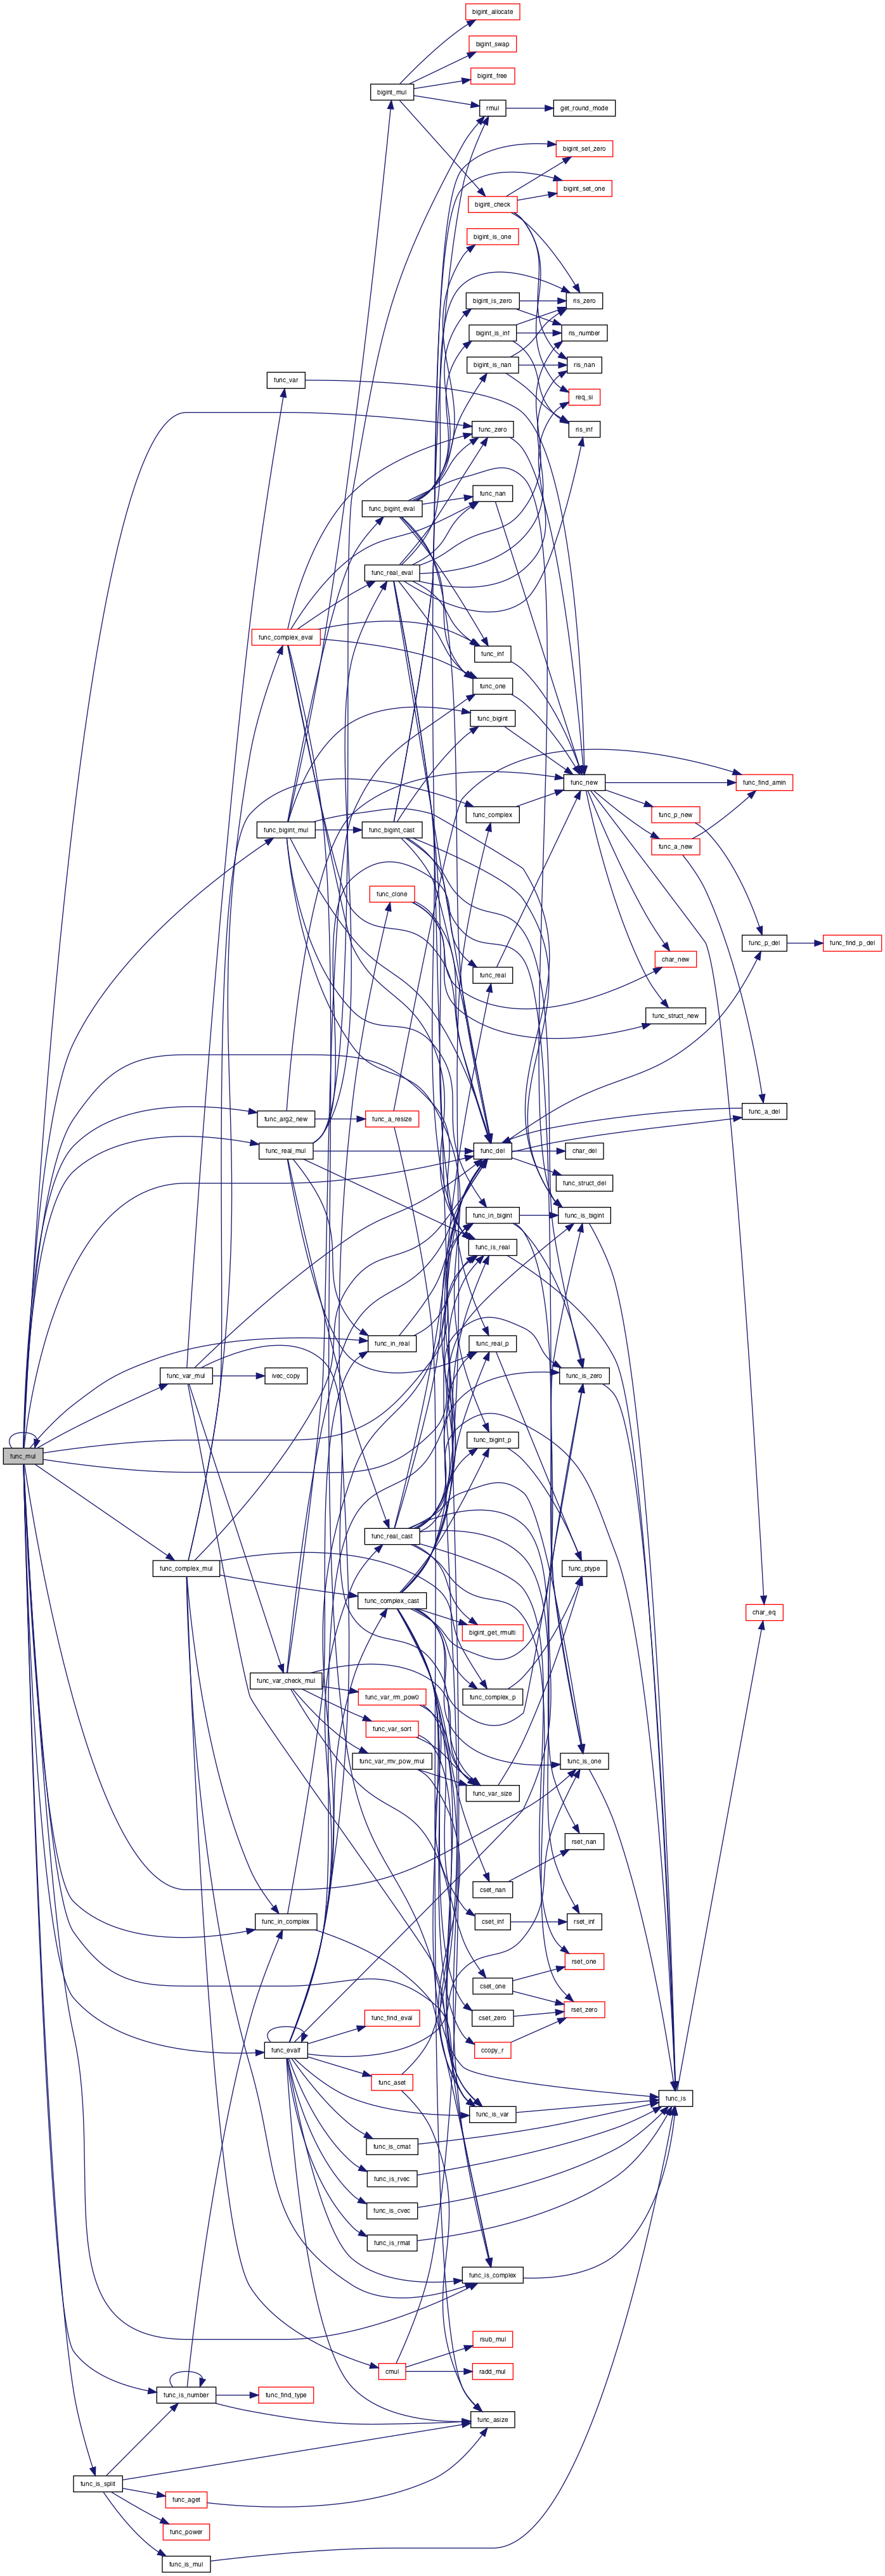 bigint_allocate
bigint_swap
bigint_free
bigint_mul
rmul
get_round_mode
bigint_set_zero
bigint_set_one
bigint_check
bigint_is_one
bigint_is_zero
ris_zero
bigint_is_inf
ris_number
bigint_is_nan
ris_nan
func_var
req_si
func_zero
ris_inf
func_nan
func_bigint_eval
func_real_eval
func_complex_eval
func_inf
func_one
func_bigint
func_new
func_find_amin
func_complex
func_p_new
func_bigint_mul
func_bigint_cast
func_a_new
func_clone
func_p_del
func_find_p_del
char_new
func_real
func_struct_new
func_arg2_new
func_a_resize
func_a_del
func_real_mul
func_del
char_del
func_struct_del
func_in_bigint
func_is_bigint
func_is_real
func_in_real
func_real_p
func_var_mul
ivec_copy
func_is_zero
func_bigint_p
func_mul
func_real_cast
func_complex_mul
func_ptype
func_complex_cast
char_eq
bigint_get_rmulti
func_var_check_mul
func_var_rm_pow0
func_complex_p
func_var_sort
func_var_mv_pow_mul
func_is_one
func_var_size
rset_nan
cset_nan
func_in_complex
cset_inf
rset_inf
rset_one
cset_one
rset_zero
func_find_eval
cset_zero
func_evalf
ccopy_r
func_aset
func_is
func_is_var
func_is_cmat
func_is_rvec
func_is_cvec
func_is_rmat
func_is_complex
rsub_mul
cmul
radd_mul
func_is_number
func_find_type
func_asize
func_is_split
func_aget
func_power
func_is_mul